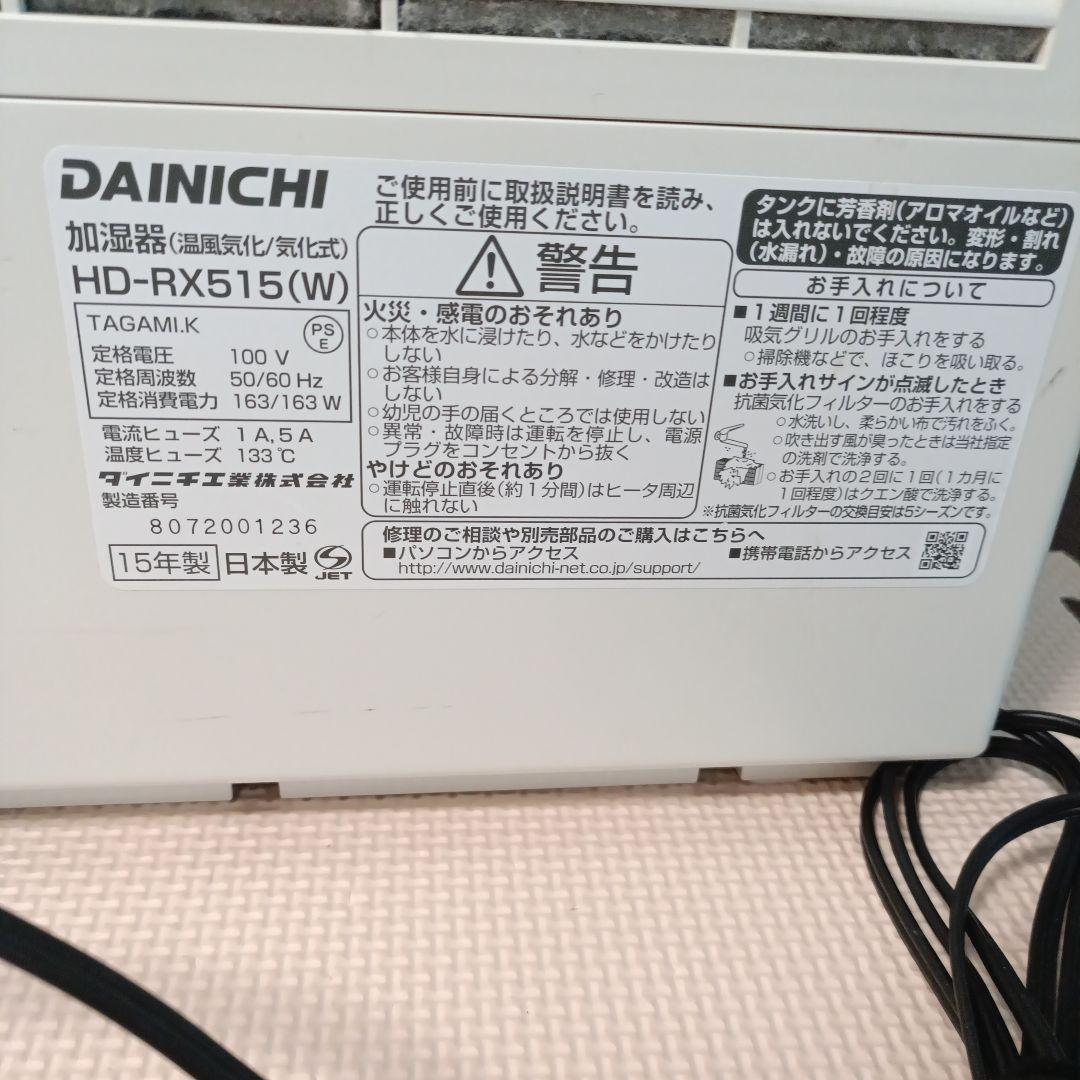 DAINICHI
加湿器(温風気化/気化式)
HD-RX515(W)
TAGAMI.K
PS
E
定格電圧 100 V
定格周波数 50/60 Hz
定格消費電力 163/163 W
電流ヒューズ 1 A,5 A
温度ヒューズ 133 ℃
ダイニチ工業株式会社
製造番号
8072001236
15年製
日本製
JET
ご使用前に取扱説明書を読み、
正しくご使用ください。
警告
火災・感電のおそれあり
○本体を水に浸けたり、水などをかけたり
しない
○お客様自身による分解・修理・改造は
しない
○幼児の手の届くところでは使用しない
○異常・故障時は運転を停止し、電源
プラグをコンセントから抜く
やけどのおそれあり
○運転停止直後(約1分間)はヒータ周辺
に触れない
タンクに芳香剤(アロマオイルなど)
は入れないでください。変形・割れ
(水漏れ)・故障の原因になります。
お手入れについて
■1週間に1回程度
吸気グリルのお手入れをする
○掃除機などで、ほこりを吸い取る。
■お手入れサインが点滅したとき
抗菌気化フィルターのお手入れをする
○水洗いし、柔らかい布で汚れをふく。
○吹き出す風が臭ったときは当社指定
の洗剤で洗浄する。
○お手入れの2回に1回(1カ月に
1回程度)はクエン酸で洗浄する。
※抗菌気化フィルターの交換目安は5シーズンです。
修理のご相談や別売部品のご購入はこちらへ
■パソコンからアクセス
http://www.dainichi-net.co.jp/support/
■携帯電話からアクセス